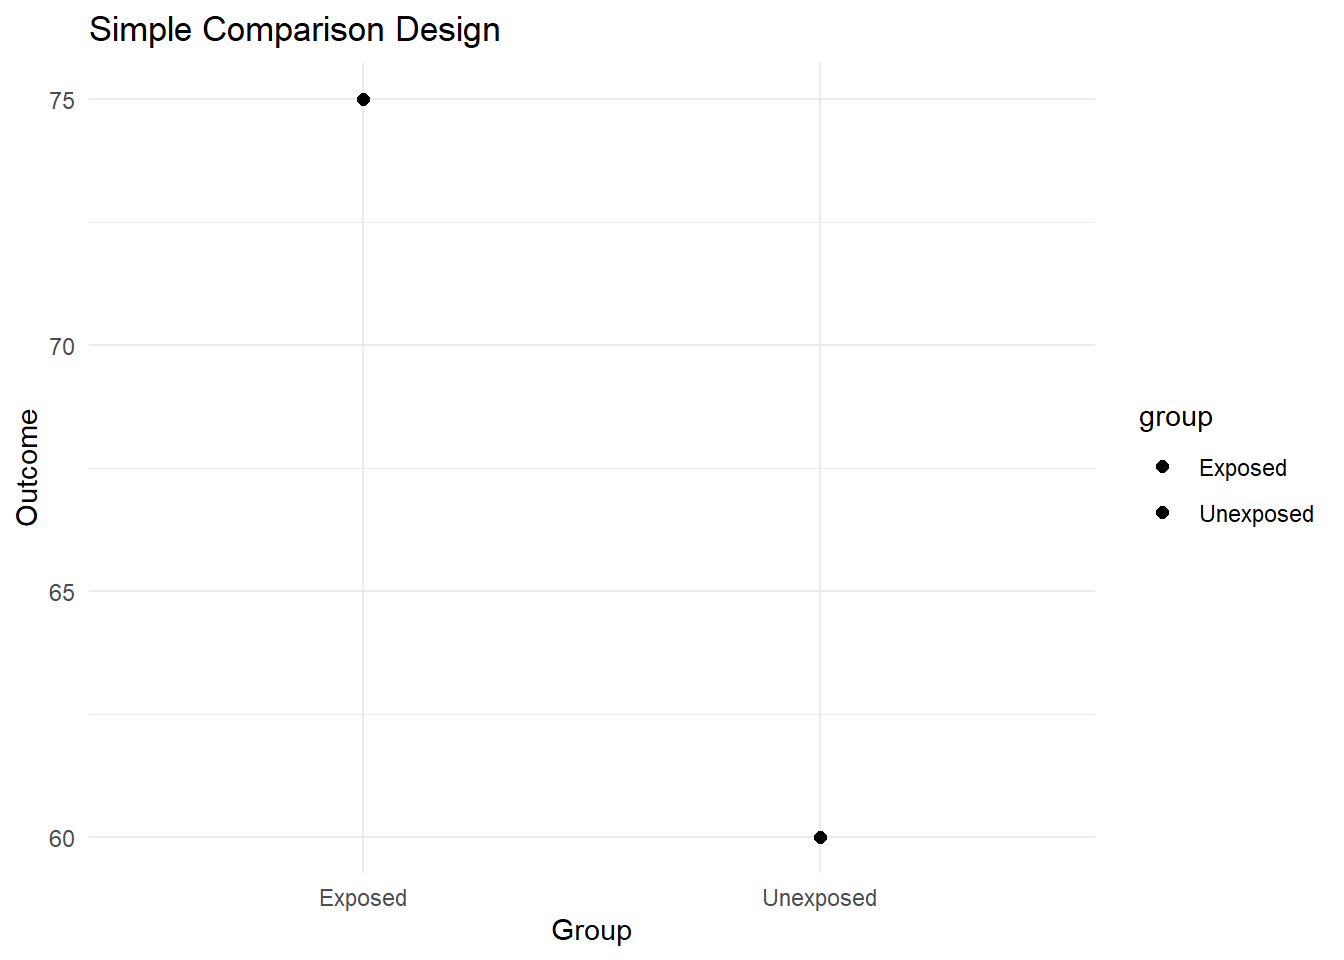 Simple Comparison Design
75
70
65
60
Outcome
Exposed
Unexposed
Group
group
Exposed
Unexposed